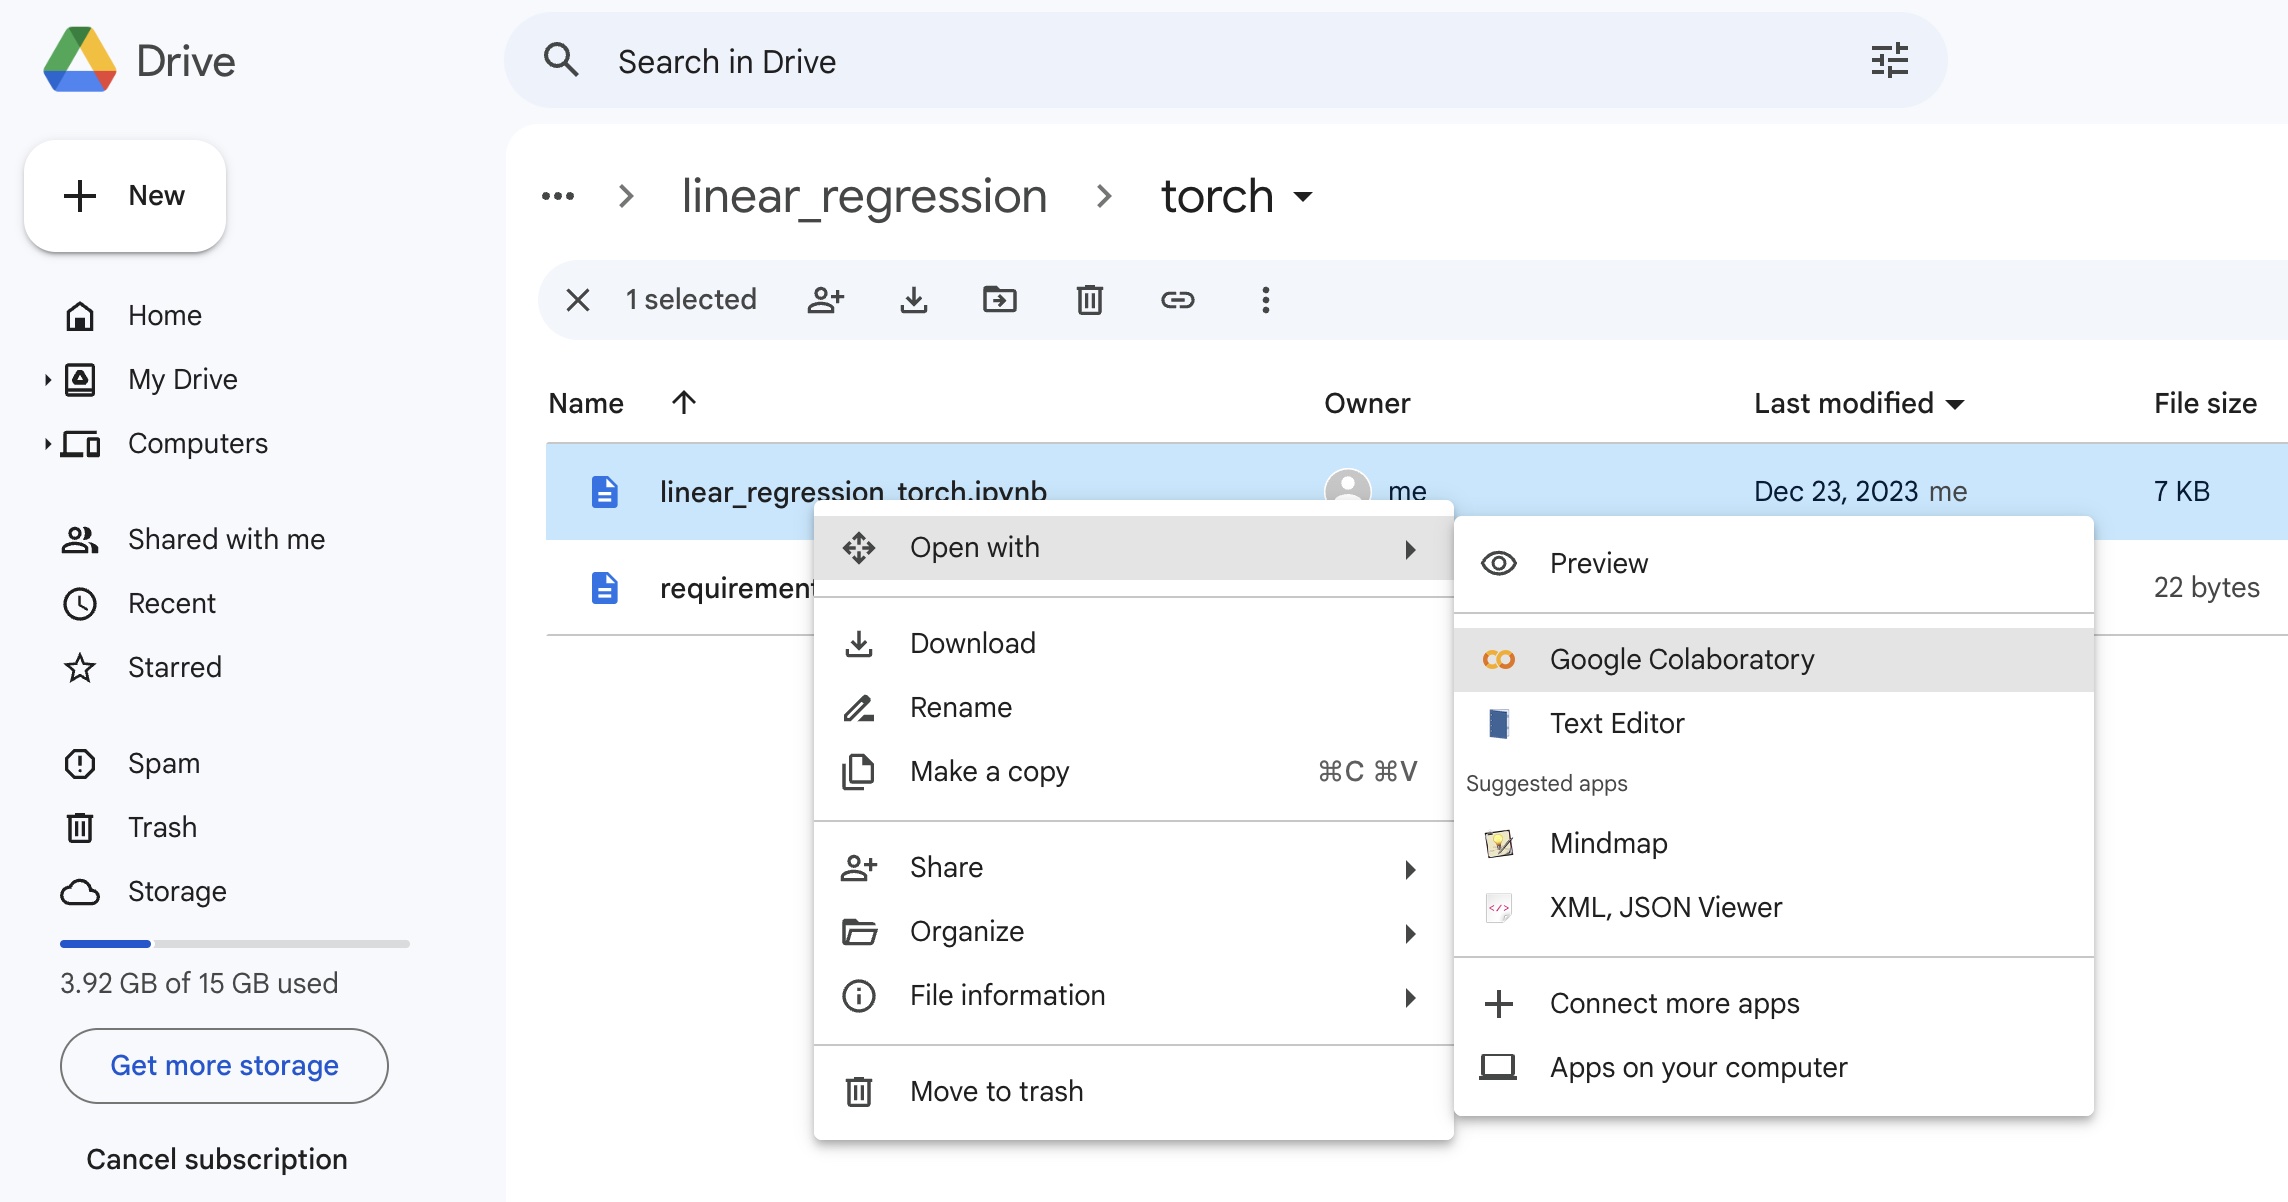 Drive
Search in Drive
New
Home
My Drive
Computers
Shared with me
Recent
Starred
Spam
Trash
Storage
3.92 GB of 15 GB used
Get more storage
Cancel subscription
linear_regression
torch
1 selected
Name
Owner
Last modified
File size
linear_regression_torch.ipynb
me
Dec 23, 2023 me
7 KB
requirement
22 bytes
Open with
Download
Rename
Make a copy ⌘C ⌘V
Share
Organize
File information
Move to trash
Preview
Google Colaboratory
Text Editor
Suggested apps
Mindmap
XML, JSON Viewer
Connect more apps
Apps on your computer